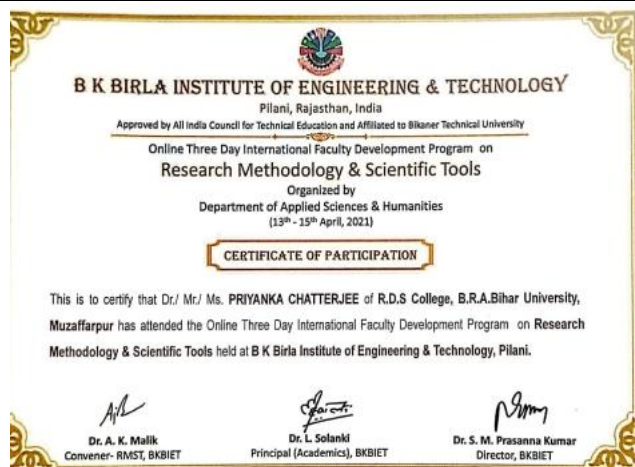 B K BIRLA INSTITUTE OF ENGINEERING & TECHNOLOGY
Pilani, Rajasthan, India
Approved by All India Council for Technical Education and Affiliated to Bikaner Technical University
Online Three Day International Faculty Development Program on
Research Methodology & Scientific Tools
Organized by
Department of Applied Sciences & Humanities
(13th - 15th April, 2021)
CERTIFICATE OF PARTICIPATION
This is to certify that Dr./ Mr./ Ms. PRIYANKA CHATTERJEE of R.D.S College, B.R.A.Bihar University,
Muzaffarpur has attended the Online Three Day International Faculty Development Program on Research
Methodology & Scientific Tools held at B K Birla Institute of Engineering & Technology, Pilani.
Dr. A. K. Malik
Convener- RMST, BKBIET
Dr. L. Solanki
Principal (Academics), BKBIET
Dr. S. M. Prasanna Kumar
Director, BKBIET